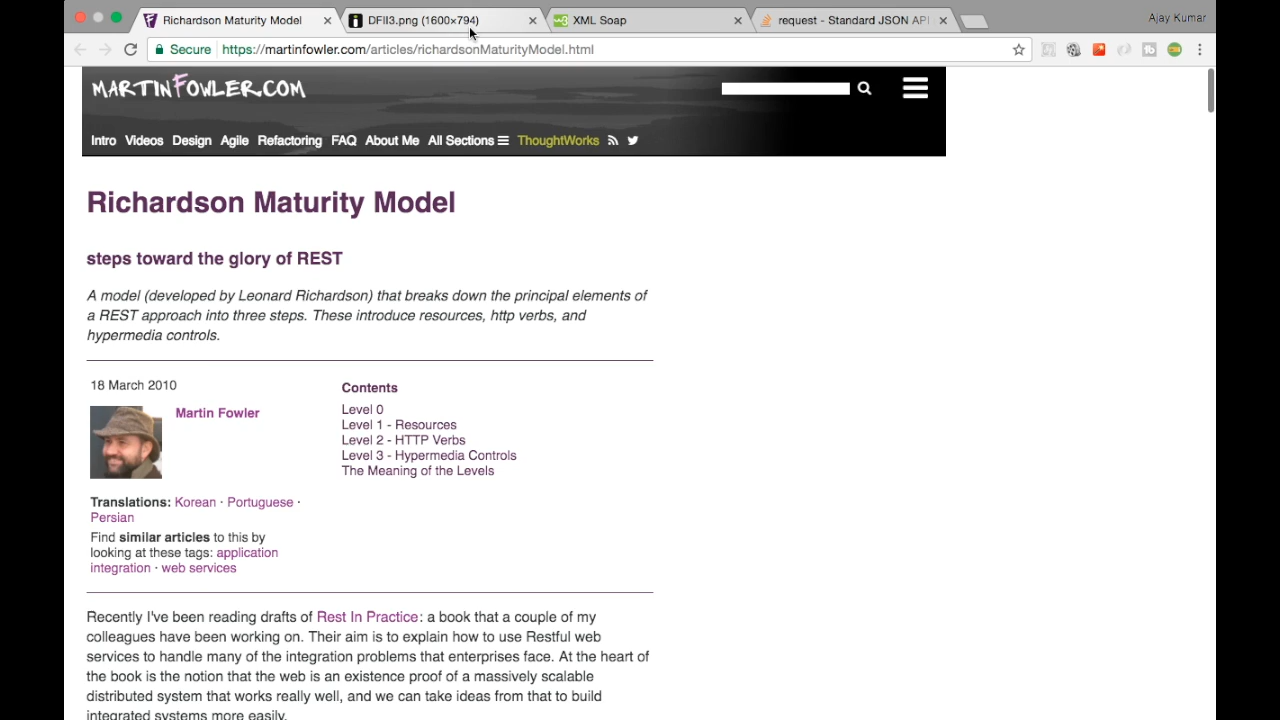 Richardson Maturity Model
DFII3.png (1600×794)
XML Soap
request - Standard JSON API
Ajay Kumar
Secure
https://martinfowler.com/articles/richardsonMaturityModel.html
MARTINFOWLER.COM
Intro Videos Design Agile Refactoring FAQ About Me All Sections ThoughtWorks
Richardson Maturity Model
steps toward the glory of REST
A model (developed by Leonard Richardson) that breaks down the principal elements of
a REST approach into three steps. These introduce resources, http verbs, and
hypermedia controls.
18 March 2010
Martin Fowler
Translations: Korean · Portuguese ·
Persian
Find similar articles to this by
looking at these tags: application
integration · web services
Contents
Level 0
Level 1 - Resources
Level 2 - HTTP Verbs
Level 3 - Hypermedia Controls
The Meaning of the Levels
Recently I've been reading drafts of Rest In Practice: a book that a couple of my
colleagues have been working on. Their aim is to explain how to use Restful web
services to handle many of the integration problems that enterprises face. At the heart of
the book is the notion that the web is an existence proof of a massively scalable
distributed system that works really well, and we can take ideas from that to build
integrated systems more easily.